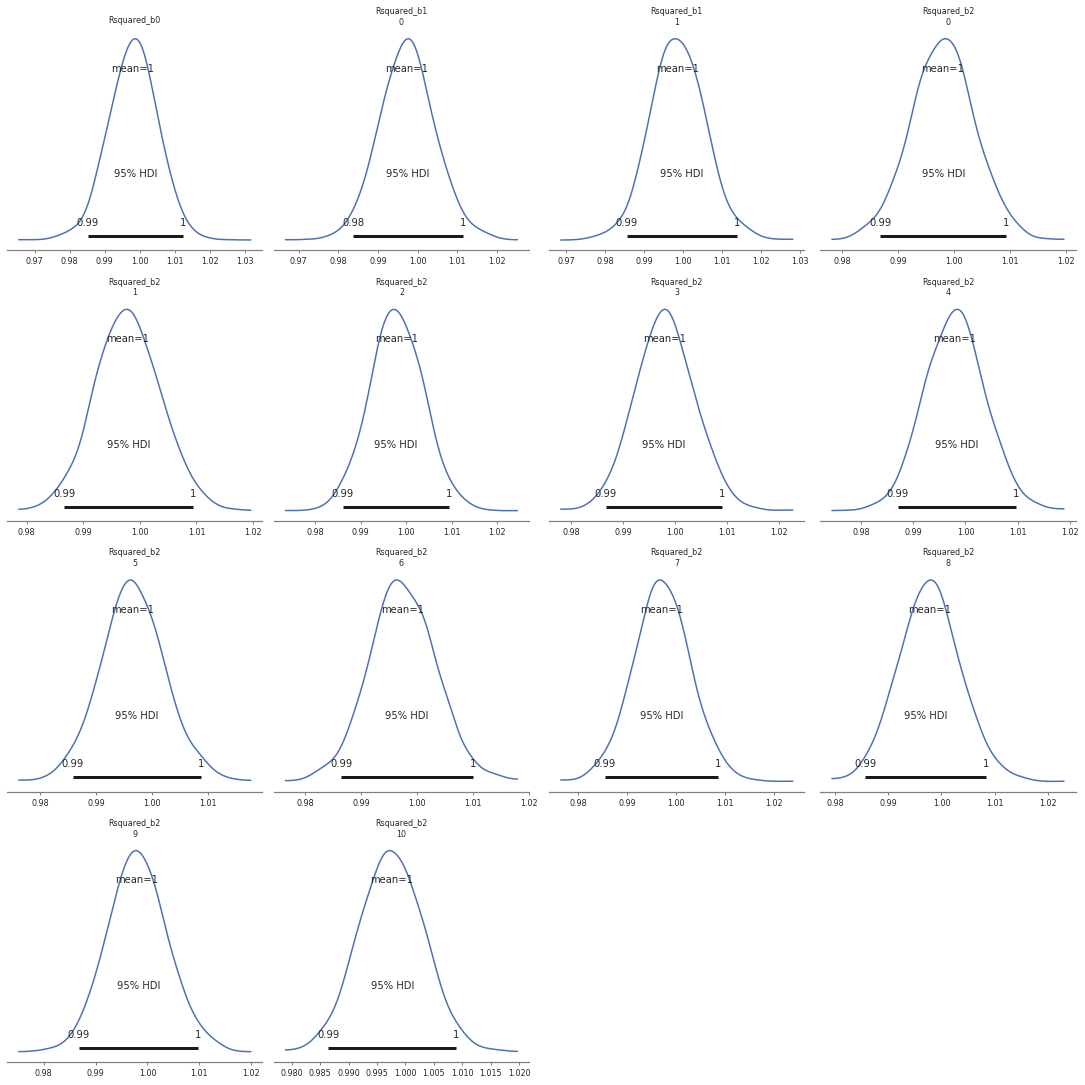 Rsquared_b0
mean=1
95% HDI
0.99 1
0.97 0.98 0.99 1.00 1.01 1.02 1.03
Rsquared_b1
0
mean=1
95% HDI
0.98 1
0.97 0.98 0.99 1.00 1.01 1.02
Rsquared_b1
1
mean=1
95% HDI
0.99 1
0.97 0.98 0.99 1.00 1.01 1.02 1.03
Rsquared_b2
0
mean=1
95% HDI
0.99 1
0.98 0.99 1.00 1.01 1.02
Rsquared_b2
1
mean=1
95% HDI
0.99 1
0.98 0.99 1.00 1.01 1.02
Rsquared_b2
2
mean=1
95% HDI
0.99 1
0.98 0.99 1.00 1.01 1.02
Rsquared_b2
3
mean=1
95% HDI
0.99 1
0.98 0.99 1.00 1.01 1.02
Rsquared_b2
4
mean=1
95% HDI
0.99 1
0.98 0.99 1.00 1.01 1.02
Rsquared_b2
5
mean=1
95% HDI
0.99 1
0.98 0.99 1.00 1.01
Rsquared_b2
6
mean=1
95% HDI
0.99 1
0.98 0.99 1.00 1.01 1.02
Rsquared_b2
7
mean=1
95% HDI
0.99 1
0.98 0.99 1.00 1.01 1.02
Rsquared_b2
8
mean=1
95% HDI
0.99 1
0.98 0.99 1.00 1.01 1.02
Rsquared_b2
9
mean=1
95% HDI
0.99 1
0.98 0.99 1.00 1.01 1.02
Rsquared_b2
10
mean=1
95% HDI
0.99 1
0.980 0.985 0.990 0.995 1.000 1.005 1.010 1.015 1.020